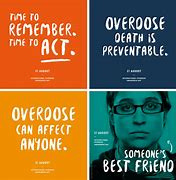 TIME TO
REMEMBER.
TIME TO
ACT.
31 AUGUST
OVERDOSE
DEATH IS
PREVENTABLE.
31 AUGUST
OVERDOSE
CAN AFFECT
ANYONE.
31 AUGUST
SOMEONE'S
BEST FRIEND